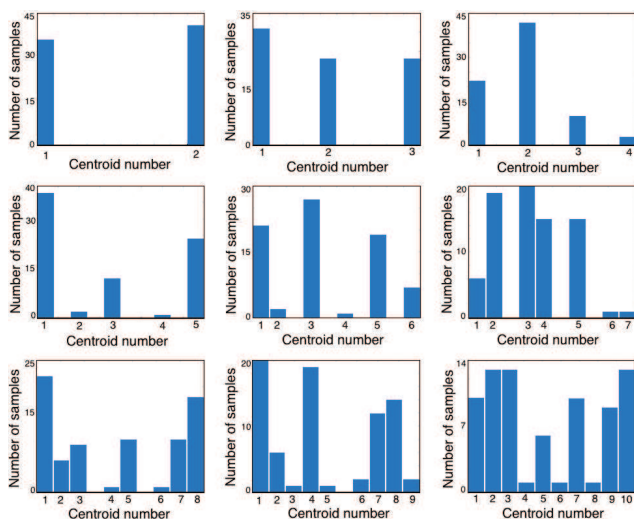 Number of samples
45
30
15
0
1 2
Centroid number
Number of samples
35
15
0
1 2 3
Centroid number
Number of samples
45
30
15
0
1 2 3 4
Centroid number
Number of samples
40
30
15
0
1 2 3 4 5
Centroid number
Number of samples
30
20
10
0
1 2 3 4 5 6
Centroid number
Number of samples
20
10
0
1 2 3 4 5 6 7
Centroid number
Number of samples
25
15
0
1 2 3 4 5 6 7 8
Centroid number
Number of samples
20
10
0
1 2 3 4 5 6 7 8 9
Centroid number
Number of samples
14
7
0
1 2 3 4 5 6 7 8 9 10
Centroid number